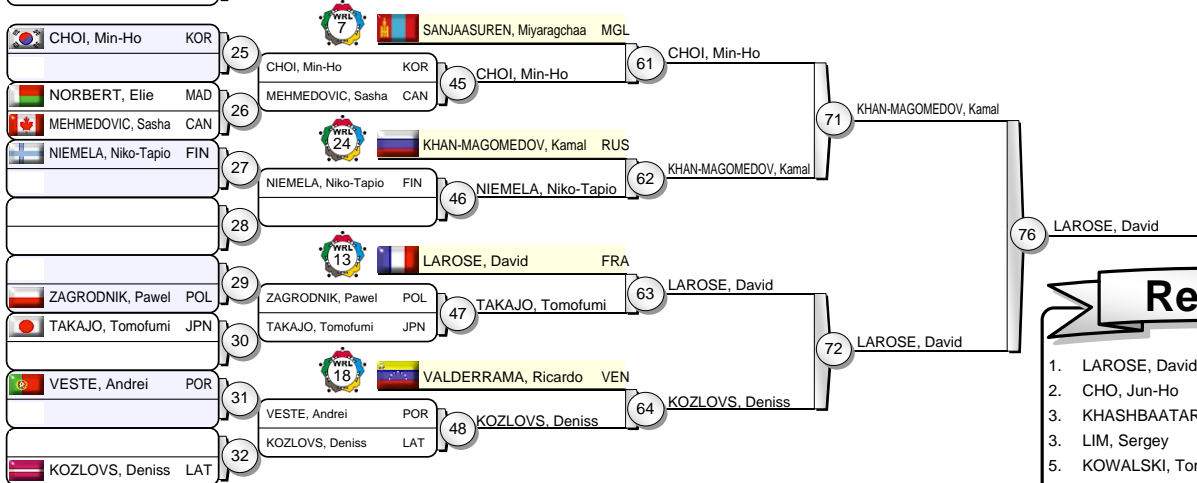 CHOI, Min-Ho KOR
25
NORBERT, Elie MAD
MEHMEDOVIC, Sasha CAN
26
NIEMELA, Niko-Tapio FIN
27
28
29
ZAGRODNIK, Pawel POL
TAKAJO, Tomofumi JPN
30
VESTE, Andrei POR
31
32
KOZLOVS, Deniss LAT
WRL
7
SANJAASUREN, Miyaragchaa MGL
CHOI, Min-Ho KOR
MEHMEDOVIC, Sasha CAN
45
CHOI, Min-Ho
WRL
24
KHAN-MAGOMEDOV, Kamal RUS
NIEMELA, Niko-Tapio FIN
46
NIEMELA, Niko-Tapio
WRL
13
LAROSE, David FRA
ZAGRODNIK, Pawel POL
TAKAJO, Tomofumi JPN
47
TAKAJO, Tomofumi
WRL
18
VALDERRAMA, Ricardo VEN
VESTE, Andrei POR
KOZLOVS, Deniss LAT
48
KOZLOVS, Deniss
61
CHOI, Min-Ho
62
KHAN-MAGOMEDOV, Kamal
63
LAROSE, David
64
KOZLOVS, Deniss
71
KHAN-MAGOMEDOV, Kamal
72
LAROSE, David
76
LAROSE, David
Re
1. LAROSE, David
2. CHO, Jun-Ho
3. KHASHBAATAR
3. LIM, Sergey
5. KOWALSKI, Tom